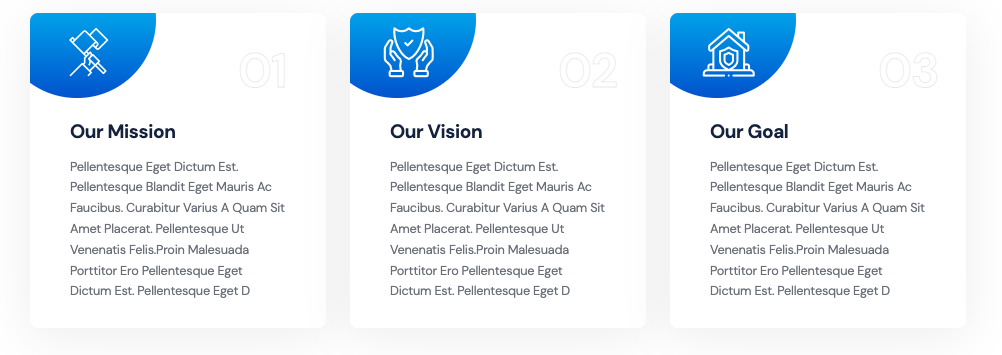 01
Our Mission
Pellentesque Eget Dictum Est.
Pellentesque Blandit Eget Mauris Ac
Faucibus. Curabitur Varius A Quam Sit
Amet Placerat. Pellentesque Ut
Venenatis Felis.Proin Malesuada
Porttitor Ero Pellentesque Eget
Dictum Est. Pellentesque Eget D
02
Our Vision
Pellentesque Eget Dictum Est.
Pellentesque Blandit Eget Mauris Ac
Faucibus. Curabitur Varius A Quam Sit
Amet Placerat. Pellentesque Ut
Venenatis Felis.Proin Malesuada
Porttitor Ero Pellentesque Eget
Dictum Est. Pellentesque Eget D
03
Our Goal
Pellentesque Eget Dictum Est.
Pellentesque Blandit Eget Mauris Ac
Faucibus. Curabitur Varius A Quam Sit
Amet Placerat. Pellentesque Ut
Venenatis Felis.Proin Malesuada
Porttitor Ero Pellentesque Eget
Dictum Est. Pellentesque Eget D